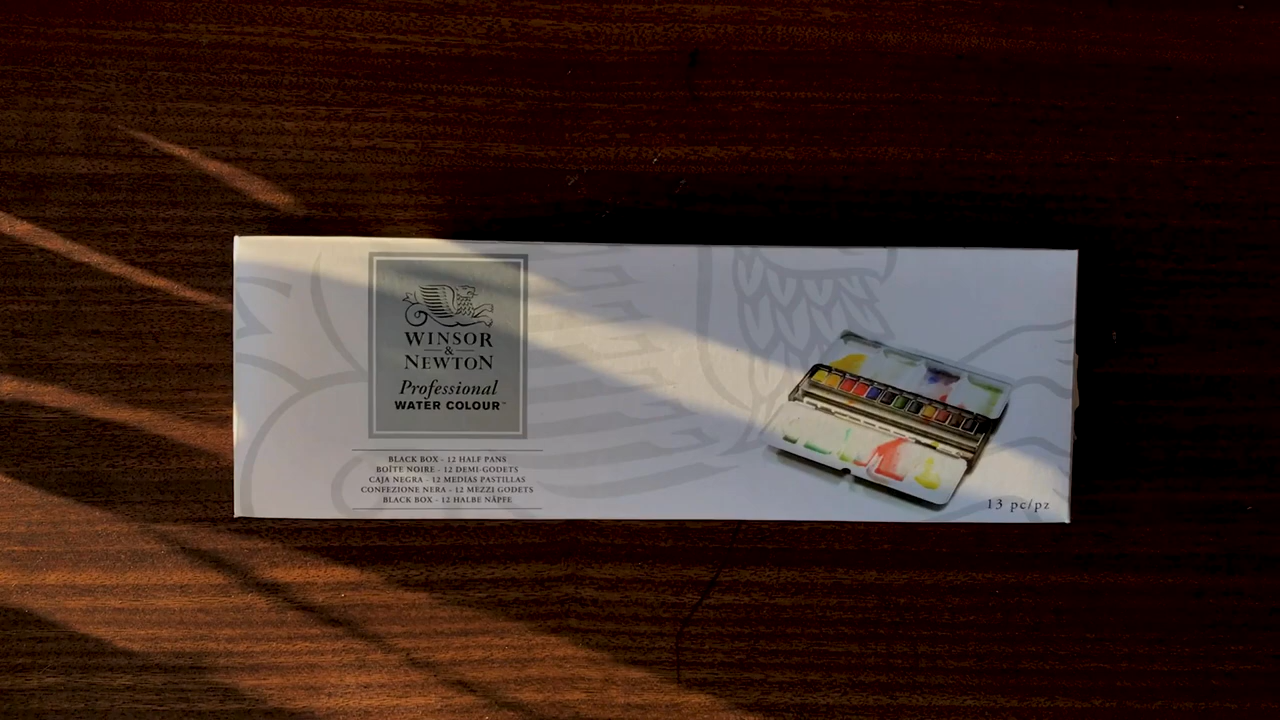 WINSOR
&
NEWTON
Professional
WATER COLOUR™
BLACK BOX - 12 HALF PANS
BOÎTE NOIRE - 12 DEMI-GODETS
CAJA NEGRA - 12 MEDIAS PASTILLAS
CONFEZIONE NERA - 12 MEZZI GODETS
BLACK BOX - 12 HALBE NÄPFE
13 pc/pz